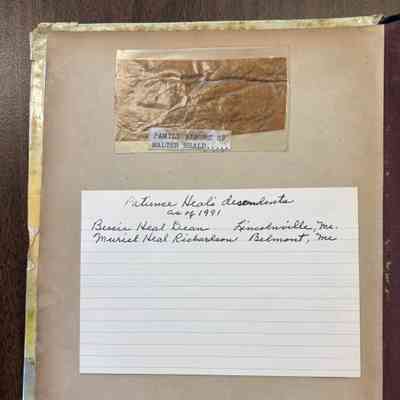 FAMILY RECORD OF
WALTER HEALD
Patience Heal's descendents
as of 1991
Bessie Heal Dean Lincolnville, Me.
Muriel Heal Richardson Belmont, Me